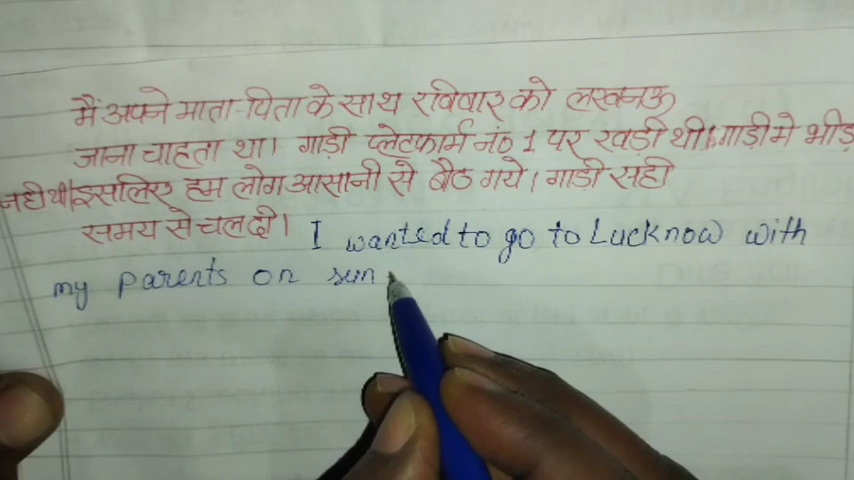 मैं अपने माता-पिता के साथ रविवार को लखनऊ
जाना चाहता था। गाड़ी प्लेटफार्म नं० 1 पर खड़ी थी। गाड़ी मे भीड़
नही था। इसलिए हम लोग आसानी से बैठ गये। गाड़ी सही
समय से चल दी। I wanted to go to Lucknow with
my parents on sun